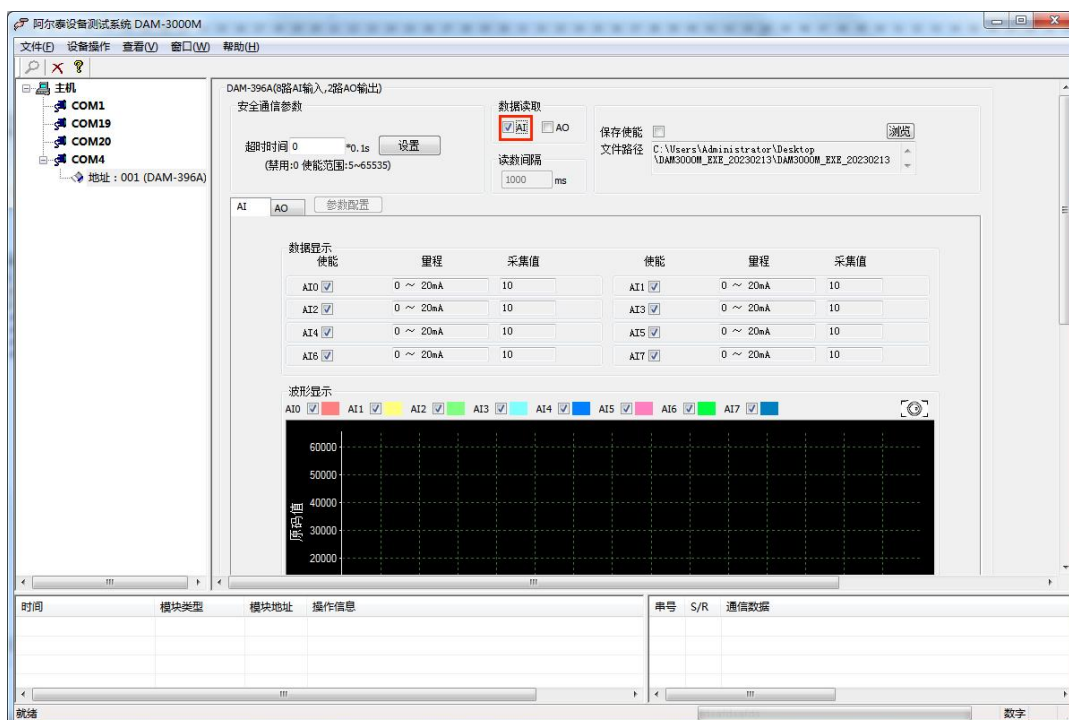 阿尔泰设备测试系统 DAM-3000M
文件(F) 设备操作 查看(V) 窗口(W) 帮助(H)
主机
COM1
COM19
COM20
COM4
地址：001 (DAM-396A)
DAM-396A(8路AI输入,2路AO输出)
安全通信参数
超时时间 0 *0.1s 设置
(禁用:0 使能范围:5~65535)
数据读取
AI AO
读数间隔
1000 ms
保存使能 浏览
文件路径 C:\Users\Administrator\Desktop
\DAM3000M_EXE_20230213\DAM3000M_EXE_20230213
AI AO 参数配置
数据显示
使能 量程 采集值 使能 量程 采集值
AI0 0 ～ 20mA 10 AI1 0 ～ 20mA 10
AI2 0 ～ 20mA 10 AI3 0 ～ 20mA 10
AI4 0 ～ 20mA 10 AI5 0 ～ 20mA 10
AI6 0 ～ 20mA 10 AI7 0 ～ 20mA 10
波形显示
AI0 AI1 AI2 AI3 AI4 AI5 AI6 AI7
60000
50000
40000
30000
20000
原码值
时间 模块类型 模块地址 操作信息
串号 S/R 通信数据
就绪 数字